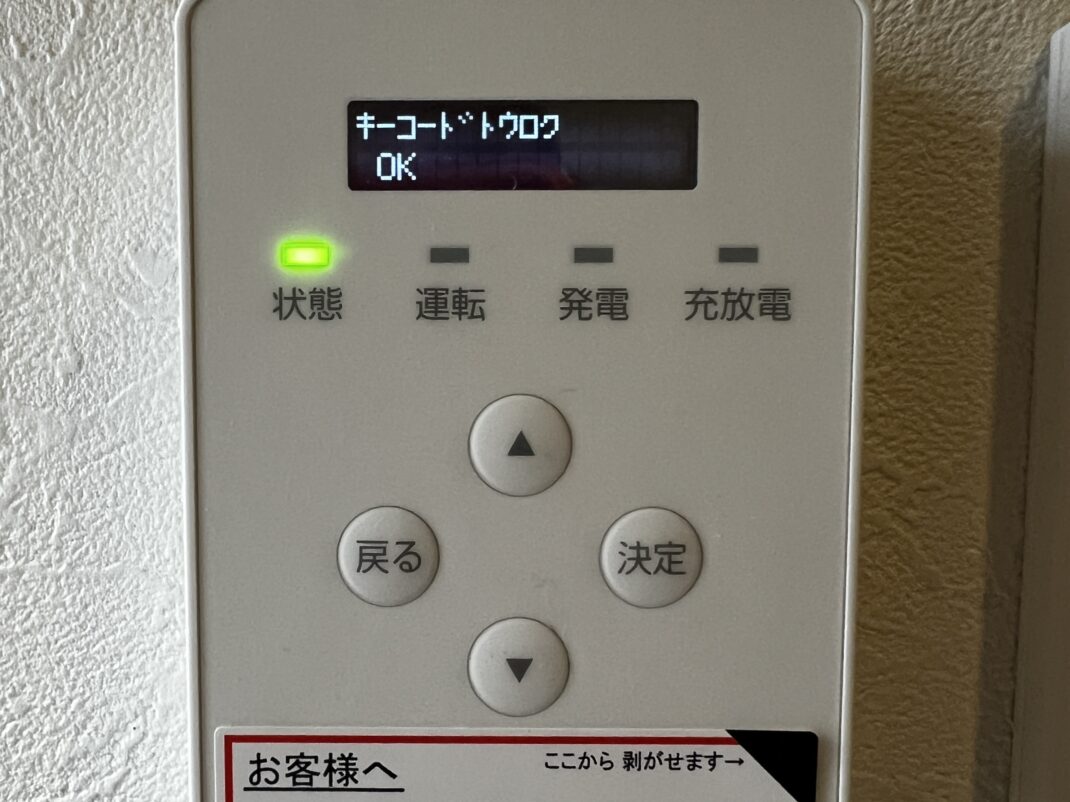 キーコードトウロク
OK
状態 運転 発電 充放電
▲
戻る 決定
▼
お客様へ ここから 剥がせます→